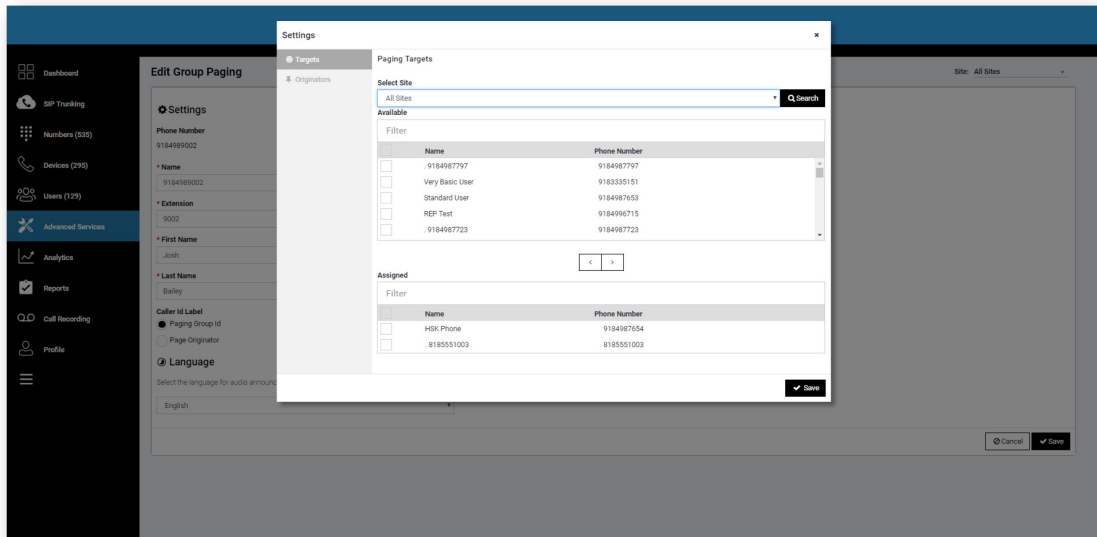 Settings
×
Targets
Originators
Paging Targets
Select Site
All Sites
Search
Available
Filter
Name Phone Number
. 9184987797 9184987797
Very Basic User 9183335151
Standard User 9184987653
REP Test 9184996715
. 9184987723 9184987723
< >
Assigned
Filter
Name Phone Number
HSK Phone 9184987654
. 8185551003 8185551003
Save
Dashboard
SIP Trunking
Numbers (535)
Devices (295)
Users (129)
Advanced Services
Analytics
Reports
Call Recording
Profile
Edit Group Paging
Site: All Sites
Settings
Phone Number
9184989002
* Name
9184989002
* Extension
9002
* First Name
Josh
* Last Name
Bailey
Caller Id Label
Paging Group Id
Page Originator
Language
Select the language for audio announc
English
Cancel
Save